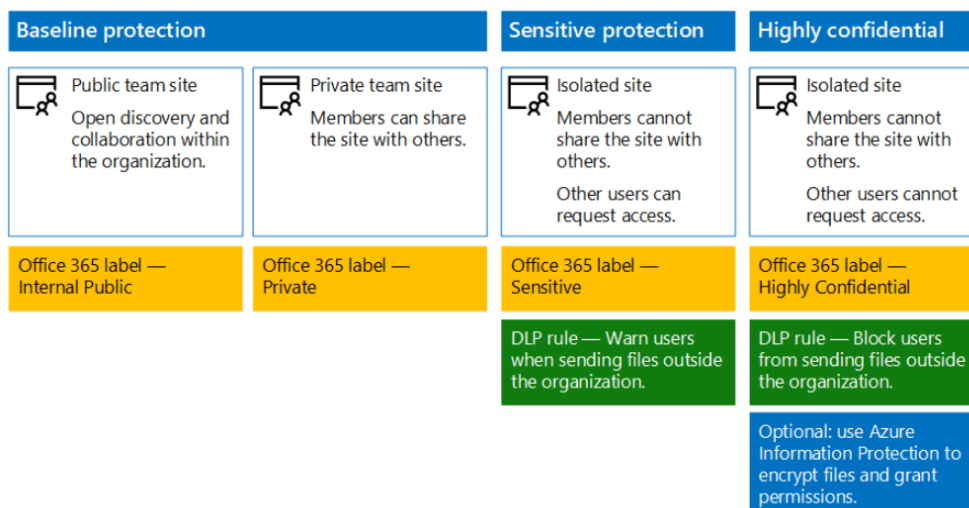 Baseline protection
Sensitive protection
Highly confidential
Public team site
Open discovery and
collaboration within
the organization.
Private team site
Members can share
the site with others.
Isolated site
Members cannot
share the site with
others.
Other users can
request access.
Isolated site
Members cannot
share the site with
others.
Other users cannot
request access.
Office 365 label —
Internal Public
Office 365 label —
Private
Office 365 label —
Sensitive
Office 365 label —
Highly Confidential
DLP rule — Warn users
when sending files outside
the organization.
DLP rule — Block users
from sending files outside
the organization.
Optional: use Azure
Information Protection to
encrypt files and grant
permissions.